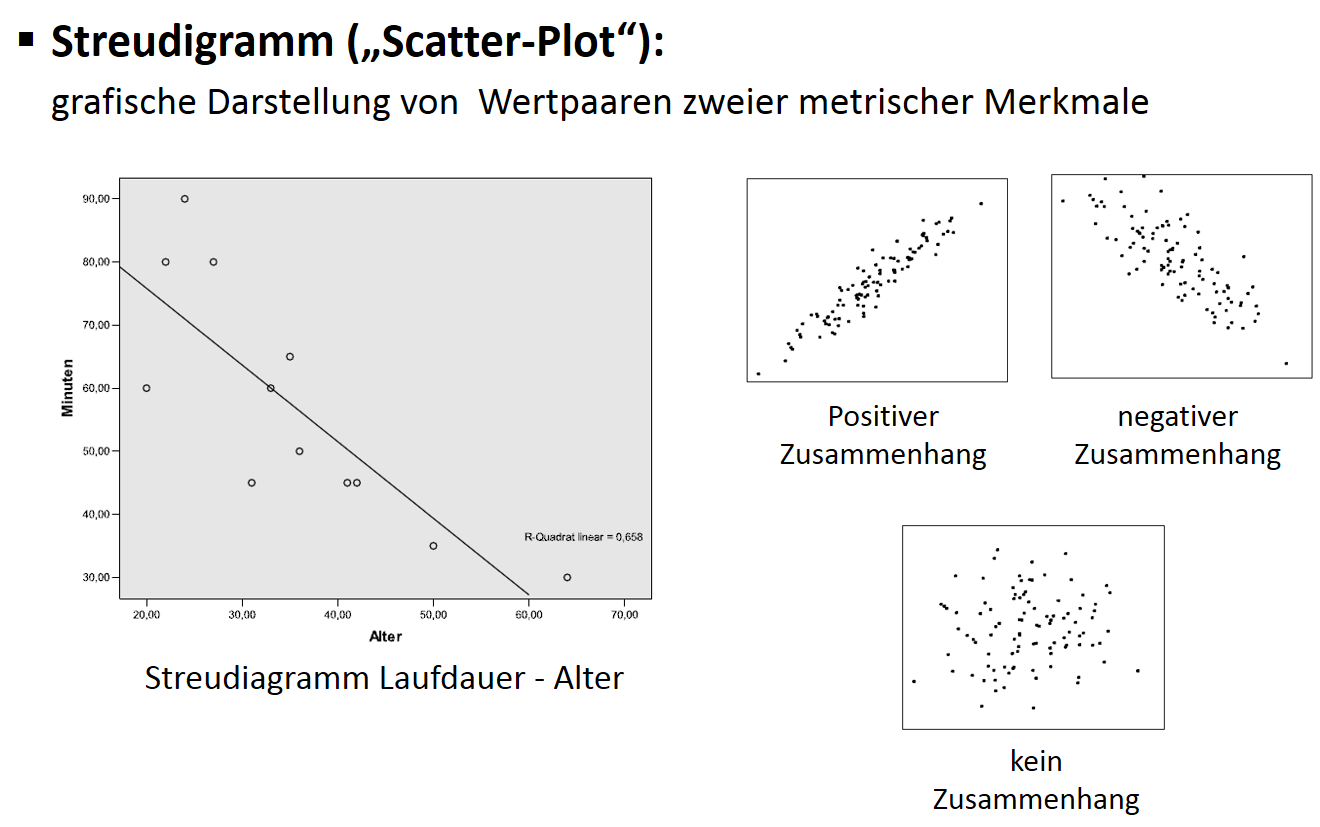 ▪ Streudigramm („Scatter-Plot“):
grafische Darstellung von Wertpaaren zweier metrischer Merkmale
90,00
80,00
70,00
60,00
50,00
40,00
30,00
Minuten
R-Quadrat linear = 0,658
20,00 30,00 40,00 50,00 60,00 70,00
Alter
Streudiagramm Laufdauer - Alter
Positiver
Zusammenhang
negativer
Zusammenhang
kein
Zusammenhang